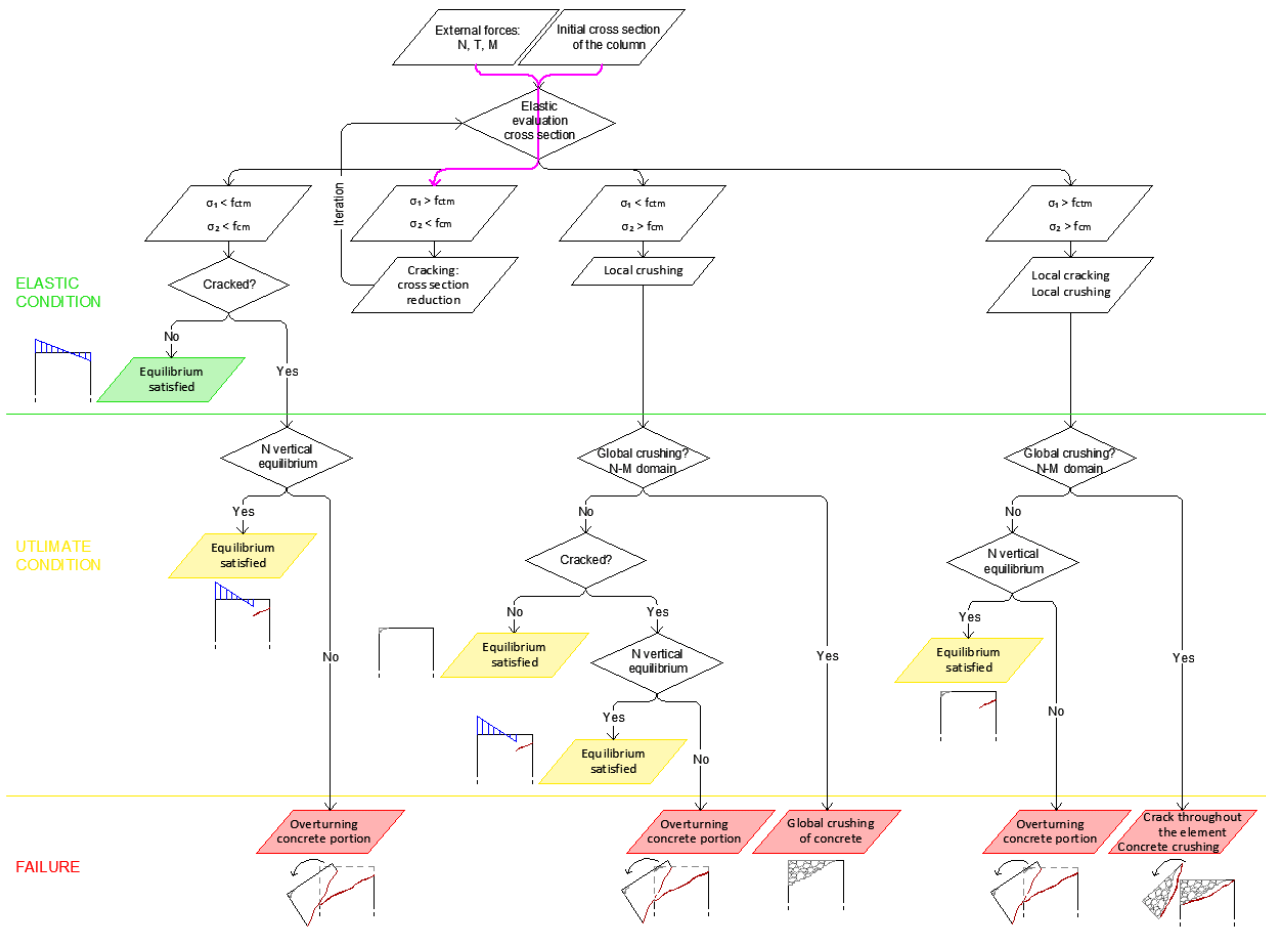 External forces:
N, T, M
Initial cross section
of the column
Elastic
evaluation
cross section
Iteration
σ₁ < fctm
σ₂ < fcm
σ₁ > fctm
σ₂ < fcm
σ₁ < fctm
σ₂ > fcm
σ₁ > fctm
σ₂ > fcm
ELASTIC
CONDITION
Cracked?
Cracking:
cross section
reduction
Local crushing
Local cracking
Local crushing
No
Equilibrium
satisfied
Yes
N vertical
equilibrium
Global crushing?
N-M domain
Global crushing?
N-M domain
UTLIMATE
CONDITION
Yes
Equilibrium
satisfied
No
No
Cracked?
No
Equilibrium
satisfied
Yes
N vertical
equilibrium
Yes
Equilibrium
satisfied
No
Yes
No
N vertical
equilibrium
Yes
Equilibrium
satisfied
No
Yes
FAILURE
Overturning
concrete portion
Overturning
concrete portion
Global crushing
of concrete
Overturning
concrete portion
Crack throughout
the element
Concrete crushing